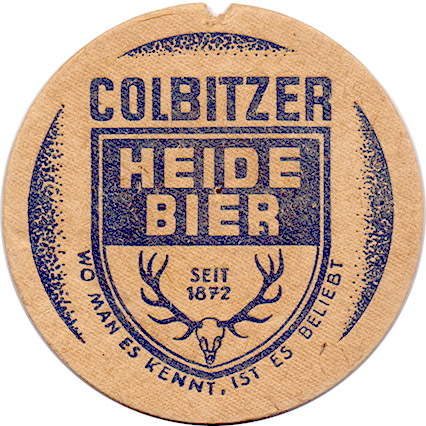 COLBITZER
HEIDE
BIER
SEIT
1872
WO MAN ES KENNT, IST ES BELIEBT